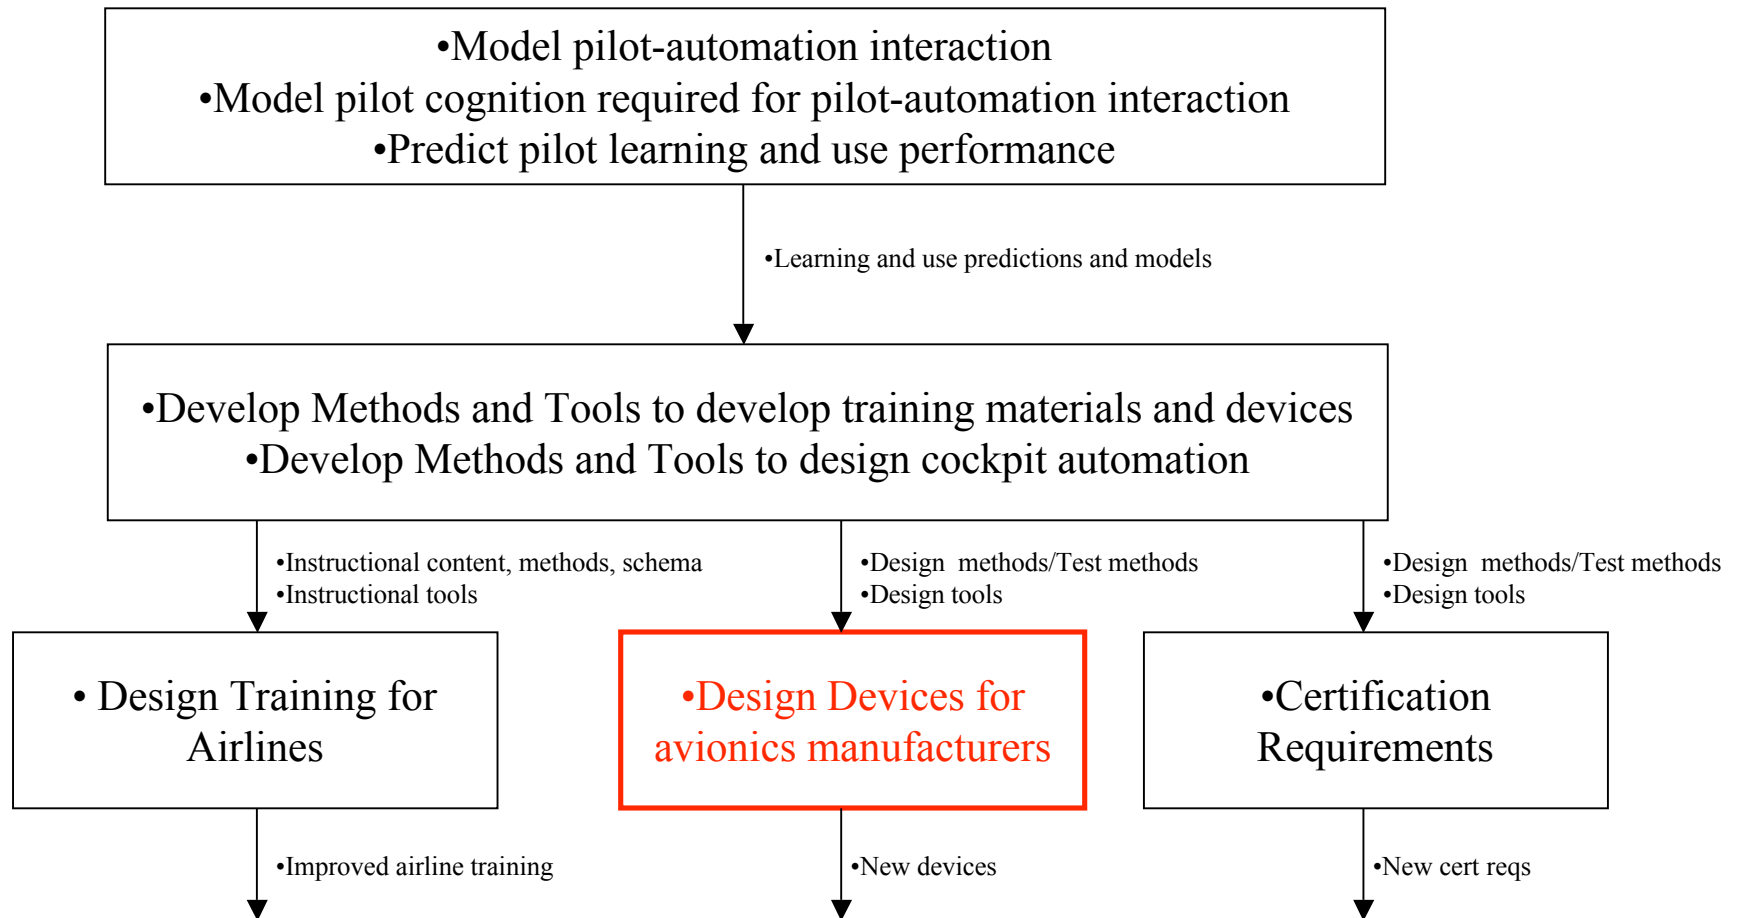 •Model pilot-automation interaction
•Model pilot cognition required for pilot-automation interaction
•Predict pilot learning and use performance
•Learning and use predictions and models
•Develop Methods and Tools to develop training materials and devices
•Develop Methods and Tools to design cockpit automation
•Instructional content, methods, schema
•Instructional tools
•Design methods/Test methods
•Design tools
•Design methods/Test methods
•Design tools
• Design Training for
Airlines
•Design Devices for
avionics manufacturers
•Certification
Requirements
•Improved airline training
•New devices
•New cert reqs